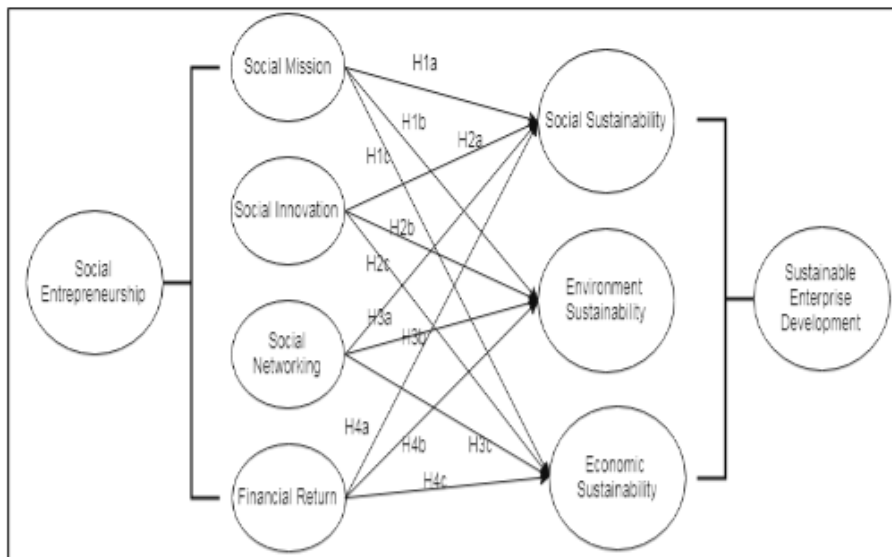 Social Mission
H1a
Social Sustainability
H1b
H1c
H2a
Social Innovation
H2b
H2c
Social
Entrepreneurship
Environment
Sustainability
Sustainable
Enterprise
Development
Social
Networking
H3a
H3b
H4a
H4b
H3c
Economic
Sustainability
Financial Return
H4c